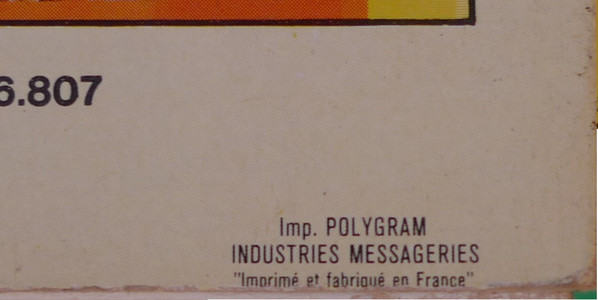 6.807
Imp. POLYGRAM
INDUSTRIES MESSAGERIES
"Imprimé et fabriqué en France"